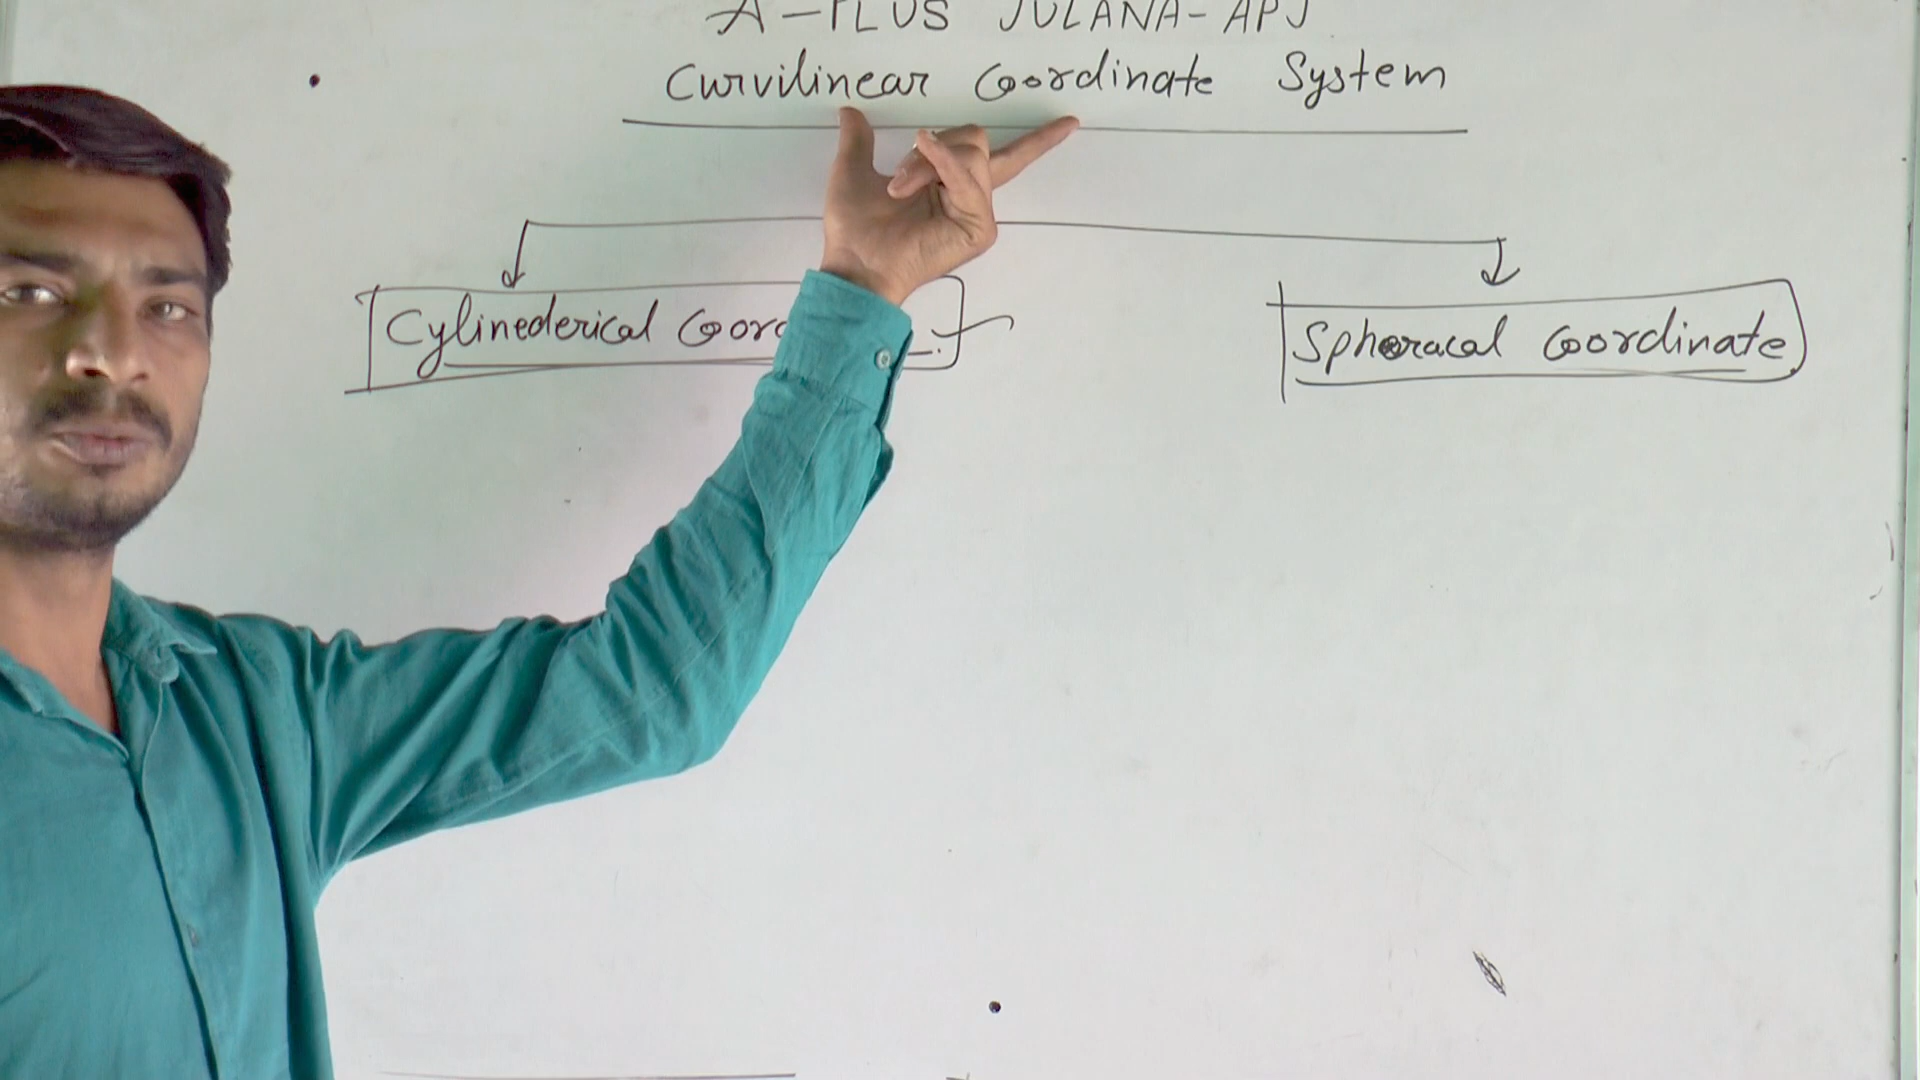 A-PLUS JULANA-APJ
Curvilinear Coordinate System
Cylinederical
Spheracal Coordinate